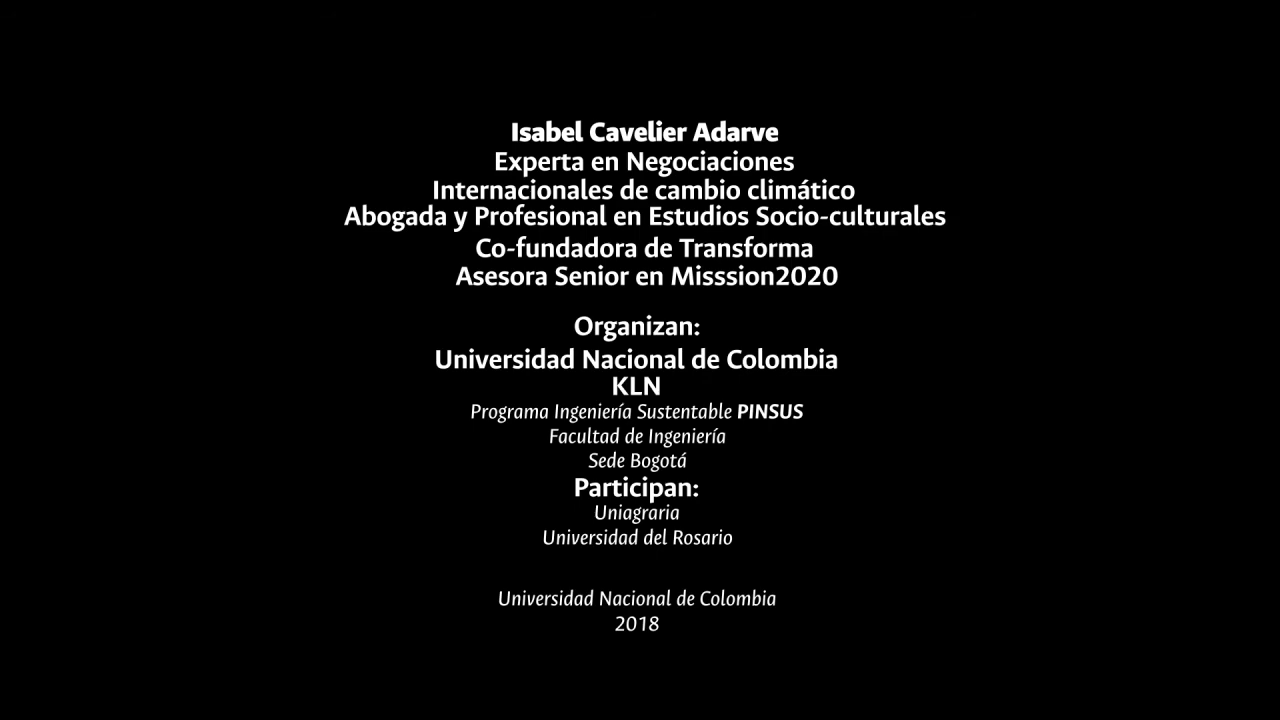 Isabel Cavelier Adarve
Experta en Negociaciones
Internacionales de cambio climático
Abogada y Profesional en Estudios Socio-culturales
Co-fundadora de Transforma
Asesora Senior en Misssion2020
Organizan:
Universidad Nacional de Colombia
KLN
Programa Ingeniería Sustentable PINSUS
Facultad de Ingeniería
Sede Bogotá
Participan:
Uniagraria
Universidad del Rosario
Universidad Nacional de Colombia
2018